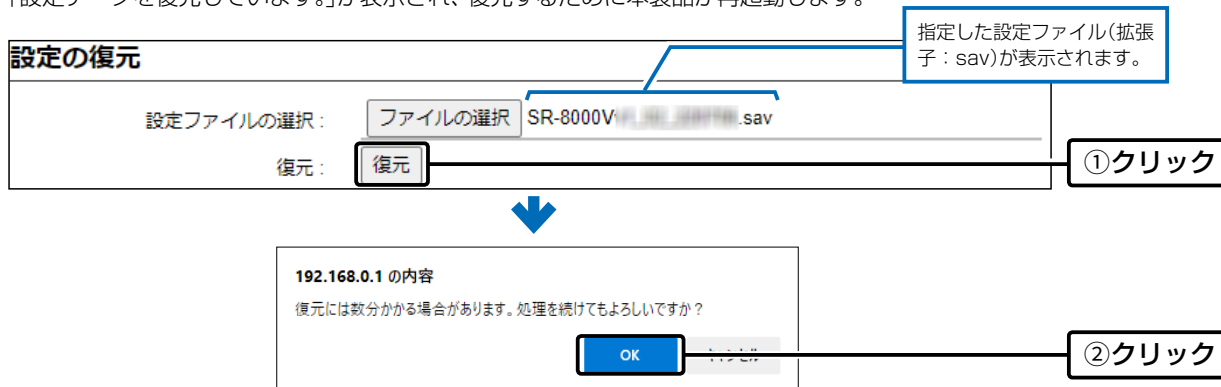 「設定データを復元しています。」が表示され、復元するために本製品が再起動します。
指定した設定ファイル(拡張
子:sav)が表示されます。
設定の復元
設定ファイルの選択:
ファイルの選択
SR-8000V
.sav
復元:
復元
①クリック
192.168.0.1 の内容
復元には数分かかる場合があります。処理を続けてもよろしいですか?
OK
②クリック